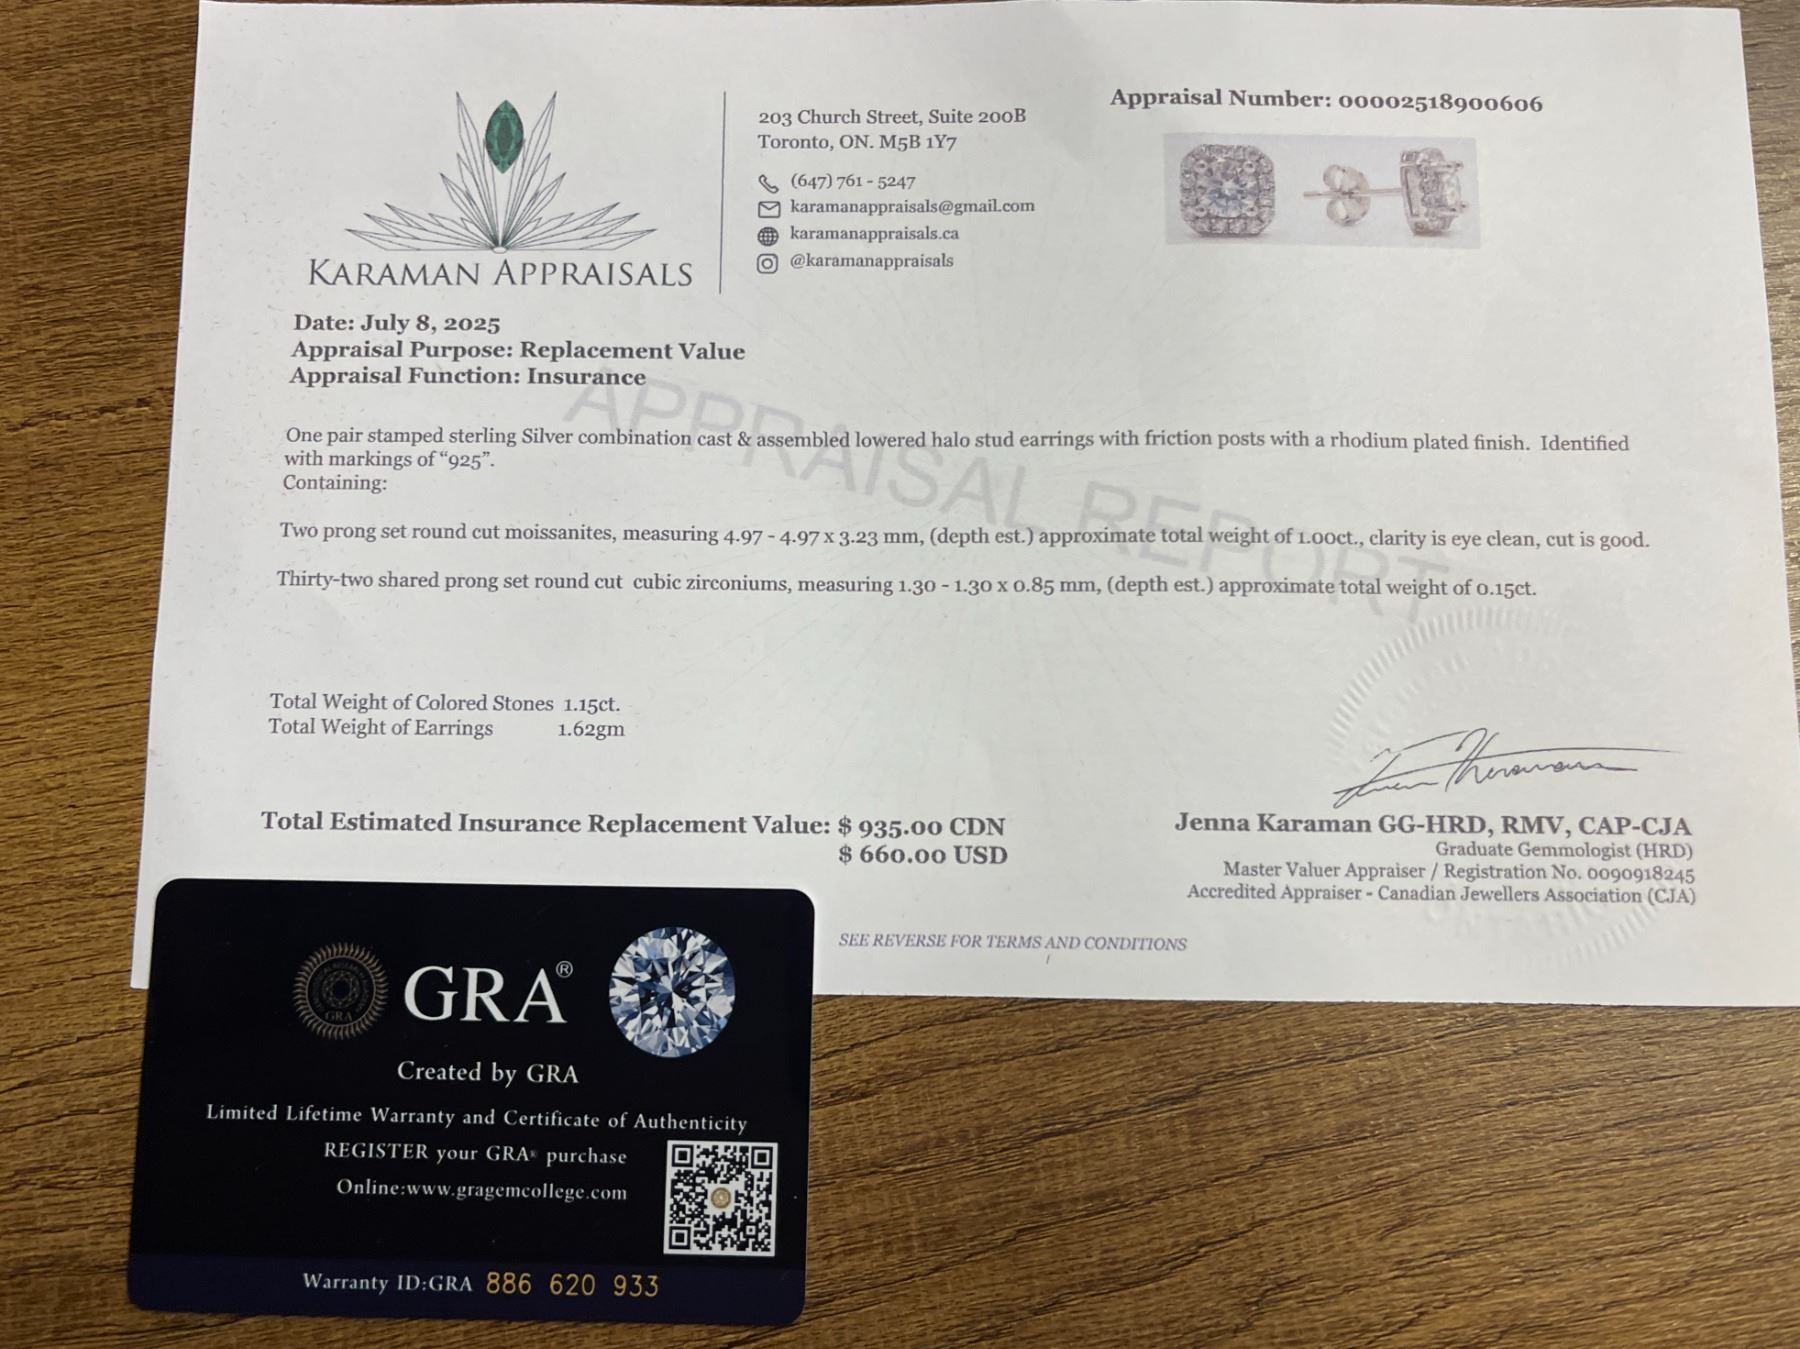 KARAMAN APPRAISALS
203 Church Street, Suite 200B
Toronto, ON. M5B 1Y7
(647) 761 - 5247
karamanappraisals@gmail.com
karamanappraisals.ca
@karamanappraisals
Appraisal Number: 00002518900606
Date: July 8, 2025
Appraisal Purpose: Replacement Value
Appraisal Function: Insurance
APPRAISAL REPORT
One pair stamped sterling Silver combination cast & assembled lowered halo stud earrings with friction posts with a rhodium plated finish. Identified
with markings of “925”.
Containing:
Two prong set round cut moissanites, measuring 4.97 - 4.97 x 3.23 mm, (depth est.) approximate total weight of 1.00ct., clarity is eye clean, cut is good.
Thirty-two shared prong set round cut cubic zirconiums, measuring 1.30 - 1.30 x 0.85 mm, (depth est.) approximate total weight of 0.15ct.
Total Weight of Colored Stones 1.15ct.
Total Weight of Earrings 1.62gm
Total Estimated Insurance Replacement Value: $ 935.00 CDN
$ 660.00 USD
Jenna Karaman GG-HRD, RMV, CAP-CJA
Graduate Gemmologist (HRD)
Master Valuer Appraiser / Registration No. 0090918245
Accredited Appraiser - Canadian Jewellers Association (CJA)
SEE REVERSE FOR TERMS AND CONDITIONS
GRA
GRA®
Created by GRA
Limited Lifetime Warranty and Certificate of Authenticity
REGISTER your GRA® purchase
Online:www.gragemcollege.com
Warranty ID:GRA 886 620 933